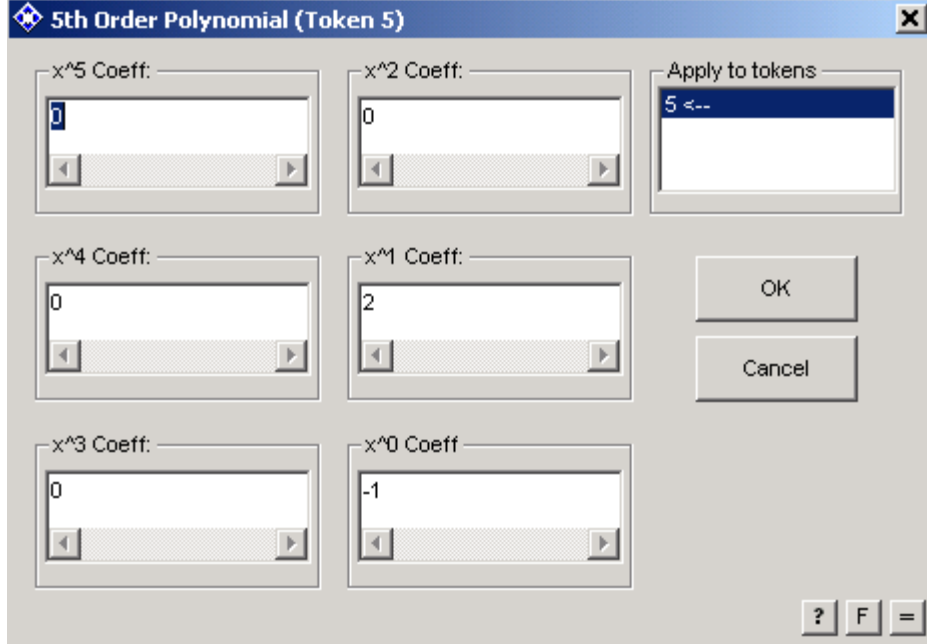 5th Order Polynomial (Token 5)
x^5 Coeff:
0
x^2 Coeff:
0
Apply to tokens
5 <--
x^4 Coeff:
0
x^1 Coeff:
2
OK
Cancel
x^3 Coeff:
0
x^0 Coeff
-1
? F =